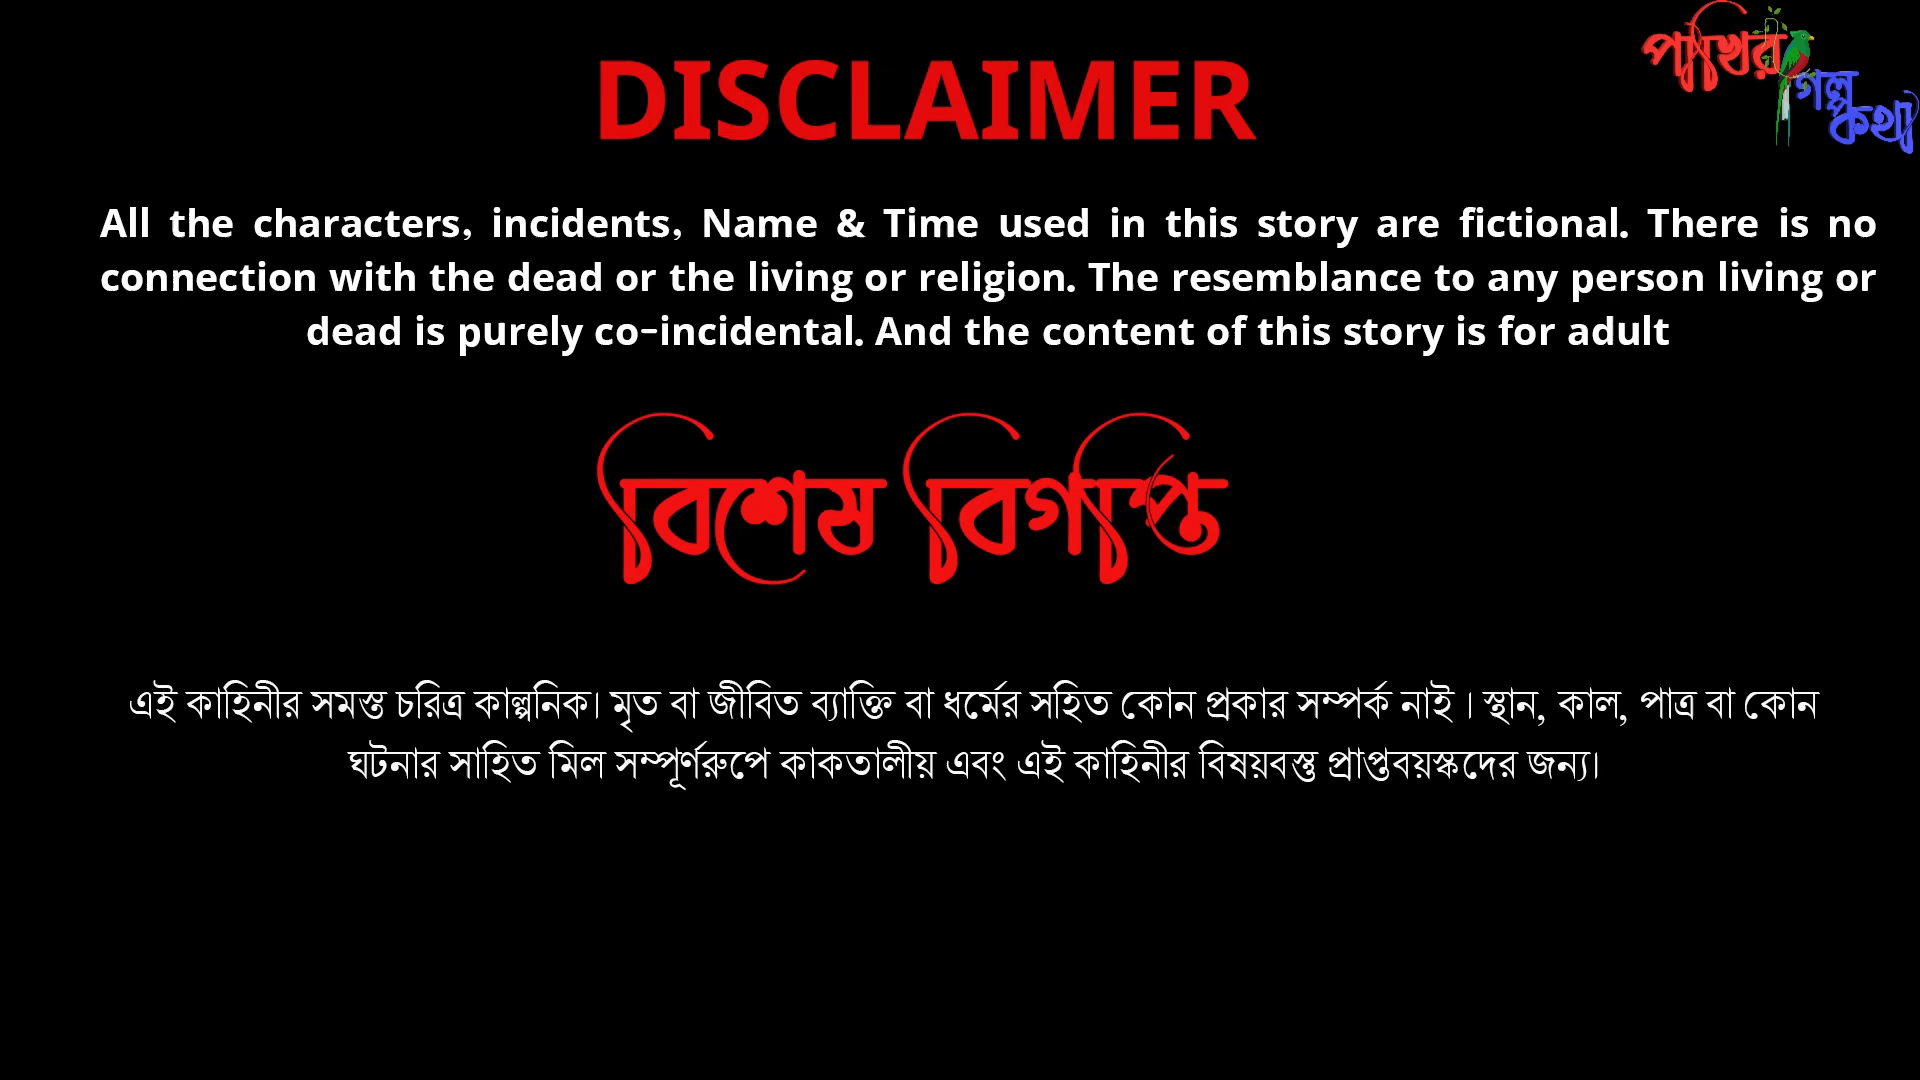 পাখির
গল্প
কথা
DISCLAIMER
All the characters, incidents, Name & Time used in this story are fictional. There is no
connection with the dead or the living or religion. The resemblance to any person living or
dead is purely co-incidental. And the content of this story is for adult
বিশেষ বিগপ্তি
এই কাহিনীর সমস্ত চরিত্র কাল্পনিক। মৃত বা জীবিত ব্যাক্তি বা ধর্মের সহিত কোন প্রকার সম্পর্ক নাই । স্থান, কাল, পাত্র বা কোন
ঘটনার সাহিত মিল সম্পূর্ণরুপে কাকতালীয় এবং এই কাহিনীর বিষয়বস্তু প্রাপ্তবয়স্কদের জন্য।